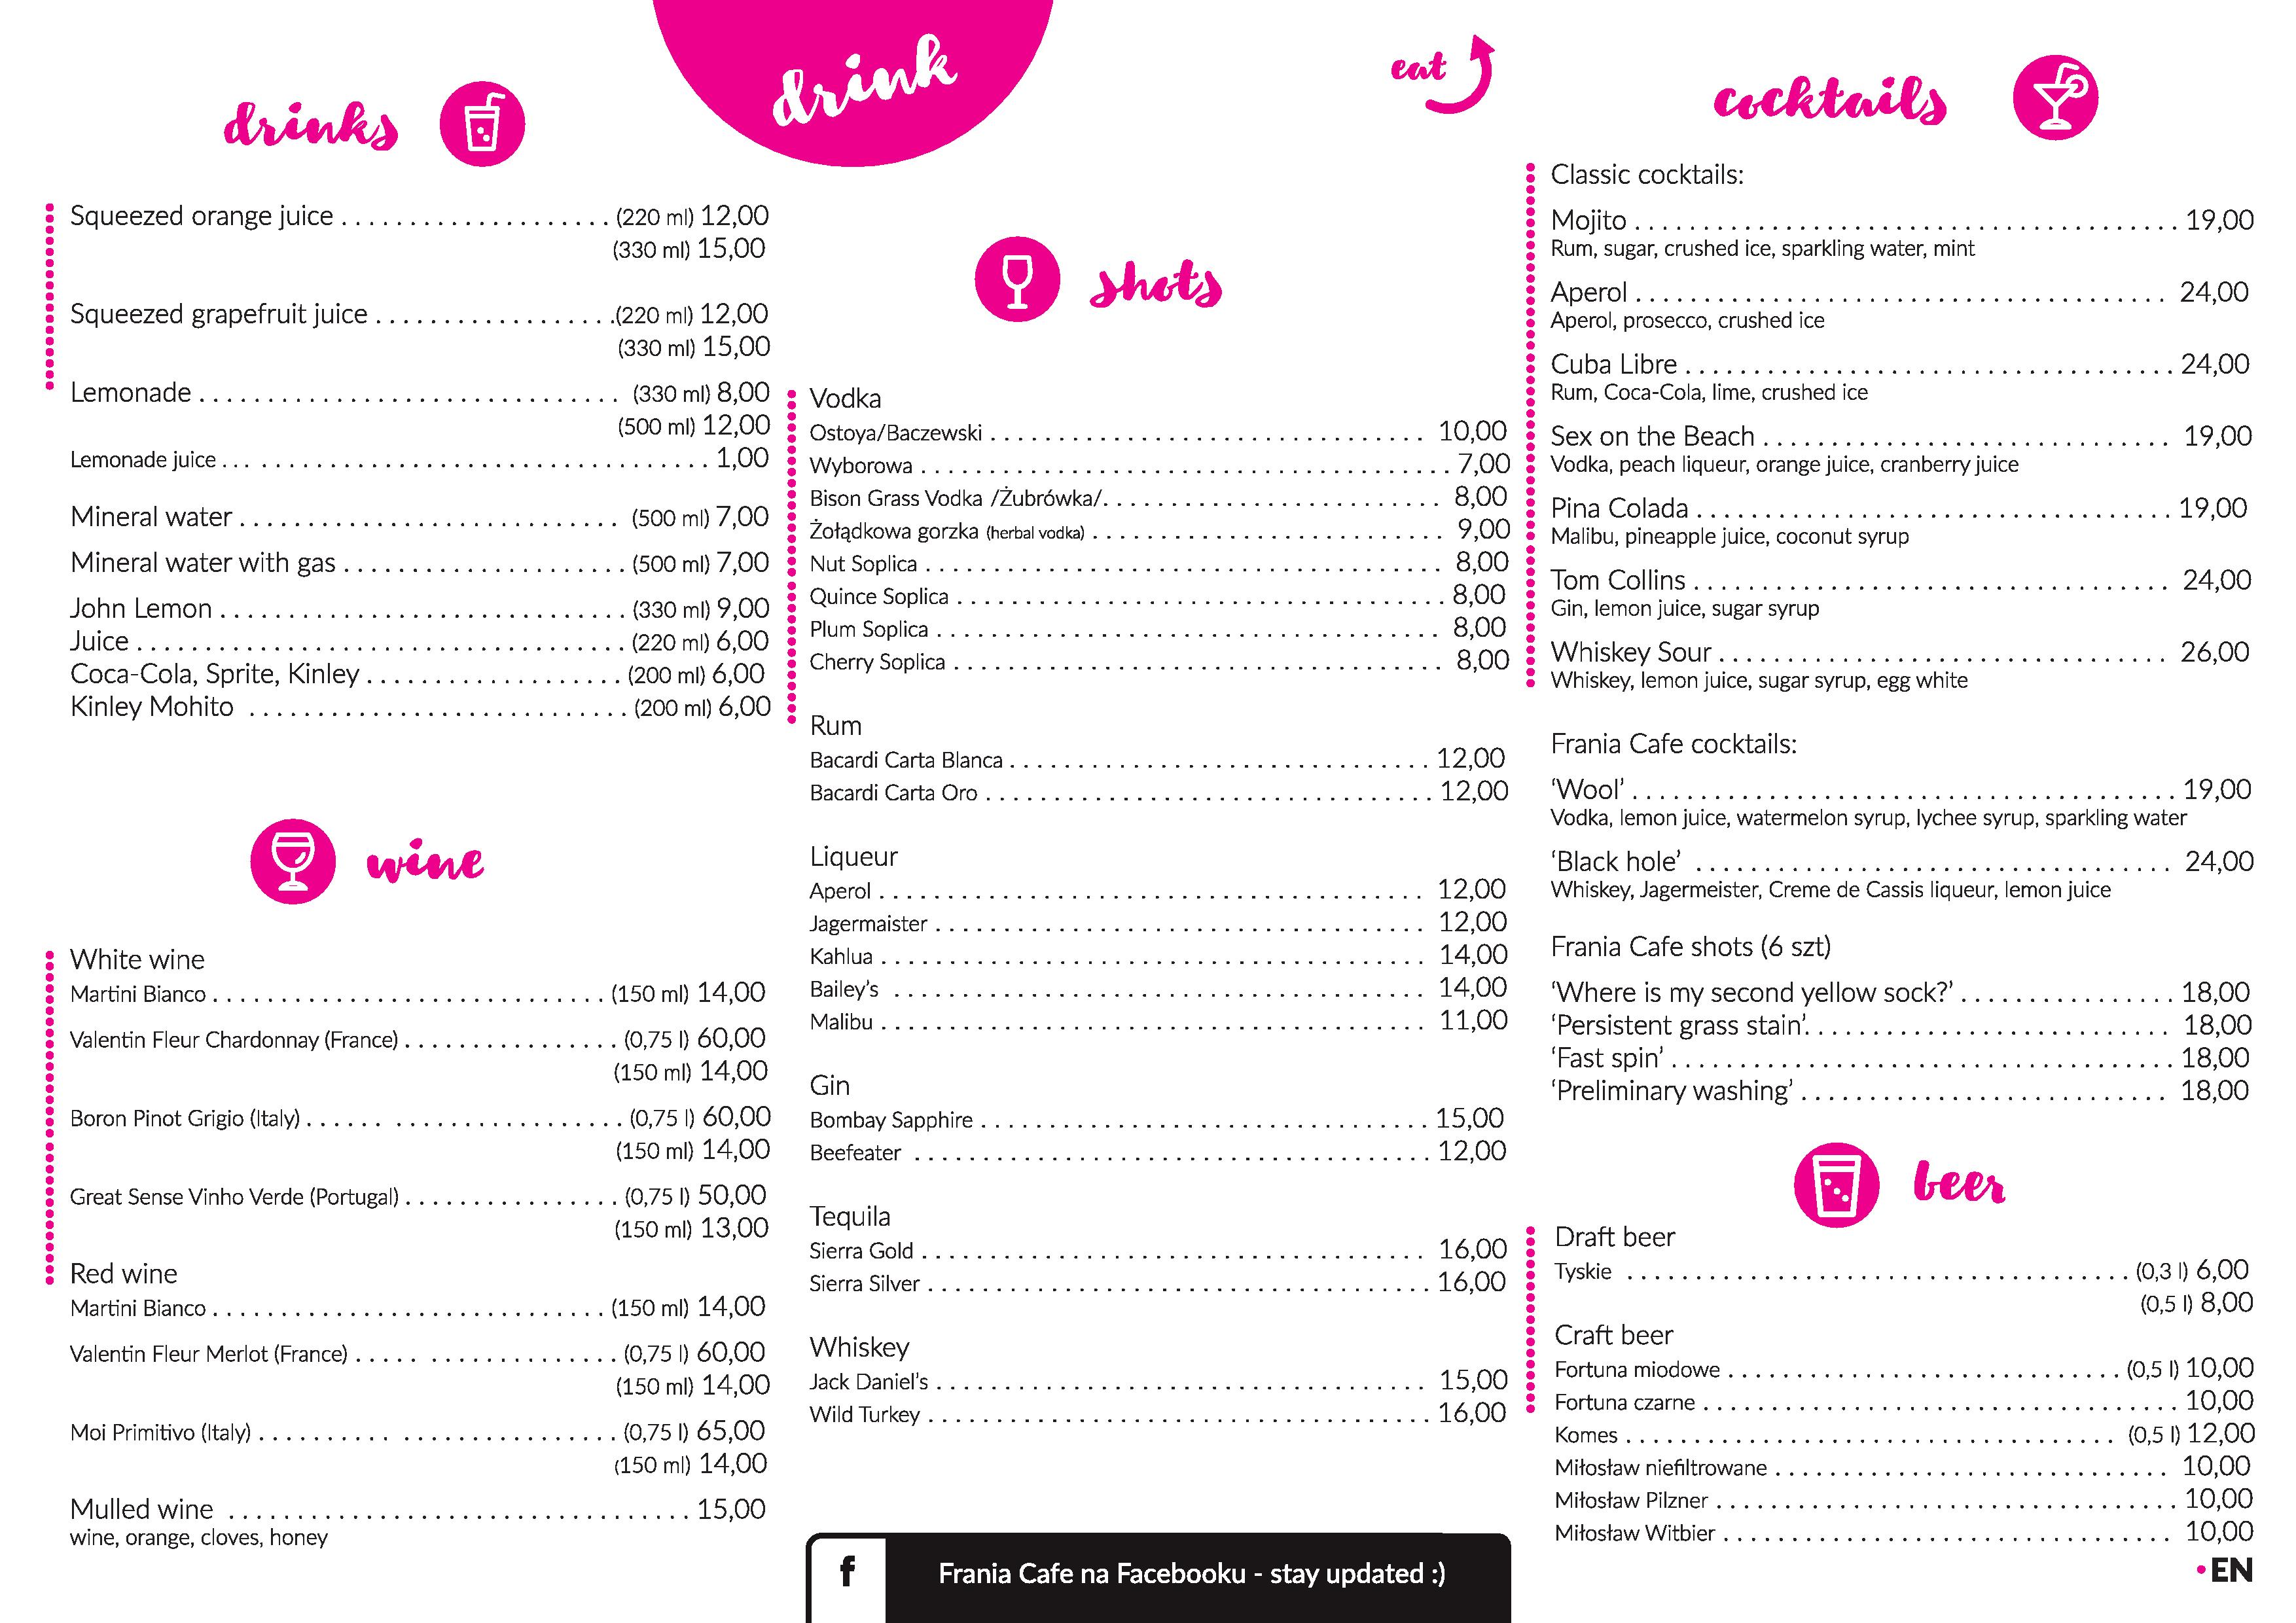 drink
eat
drinks
Squeezed orange juice . . . . . . . . . . . . . . . . . . . . (220 ml) 12,00
(330 ml) 15,00
Squeezed grapefruit juice . . . . . . . . . . . . . . . . . .(220 ml) 12,00
(330 ml) 15,00
Lemonade . . . . . . . . . . . . . . . . . . . . . . . . . . . . . . . (330 ml) 8,00
(500 ml) 12,00
Lemonade juice . . . . . . . . . . . . . . . . . . . . . . . . . . . . . . . . . . . . 1,00
Mineral water . . . . . . . . . . . . . . . . . . . . . . . . . . . . (500 ml) 7,00
Mineral water with gas . . . . . . . . . . . . . . . . . . . . . (500 ml) 7,00
John Lemon . . . . . . . . . . . . . . . . . . . . . . . . . . . . . . (330 ml) 9,00
Juice . . . . . . . . . . . . . . . . . . . . . . . . . . . . . . . . . . . . (220 ml) 6,00
Coca-Cola, Sprite, Kinley . . . . . . . . . . . . . . . . . . . (200 ml) 6,00
Kinley Mohito . . . . . . . . . . . . . . . . . . . . . . . . . . . . (200 ml) 6,00
wine
White wine
Martini Bianco . . . . . . . . . . . . . . . . . . . . . . . . . . . . . (150 ml) 14,00
Valentin Fleur Chardonnay (France) . . . . . . . . . . . . . . . . (0,75 l) 60,00
(150 ml) 14,00
Boron Pinot Grigio (Italy) . . . . . . . . . . . . . . . . . . . . . . . (0,75 l) 60,00
(150 ml) 14,00
Great Sense Vinho Verde (Portugal) . . . . . . . . . . . . . . . . (0,75 l) 50,00
(150 ml) 13,00
Red wine
Martini Bianco . . . . . . . . . . . . . . . . . . . . . . . . . . . . . (150 ml) 14,00
Valentin Fleur Merlot (France) . . . . . . . . . . . . . . . . . . . (0,75 l) 60,00
(150 ml) 14,00
Moi Primitivo (Italy) . . . . . . . . . . . . . . . . . . . . . . . . . . (0,75 l) 65,00
(150 ml) 14,00
Mulled wine . . . . . . . . . . . . . . . . . . . . . . . . . . . . . . . . . . 15,00
wine, orange, cloves, honey
shots
Vodka
Ostoya/Baczewski . . . . . . . . . . . . . . . . . . . . . . . . . . . . . . . . 10,00
Wyborowa . . . . . . . . . . . . . . . . . . . . . . . . . . . . . . . . . . . . . . . 7,00
Bison Grass Vodka /Żubrówka/. . . . . . . . . . . . . . . . . . . . . . . . . 8,00
Żołądkowa gorzka (herbal vodka) . . . . . . . . . . . . . . . . . . . . . . . . . . 9,00
Nut Soplica . . . . . . . . . . . . . . . . . . . . . . . . . . . . . . . . . . . . . . 8,00
Quince Soplica . . . . . . . . . . . . . . . . . . . . . . . . . . . . . . . . . . . . 8,00
Plum Soplica . . . . . . . . . . . . . . . . . . . . . . . . . . . . . . . . . . . . . 8,00
Cherry Soplica . . . . . . . . . . . . . . . . . . . . . . . . . . . . . . . . . . . . 8,00
Rum
Bacardi Carta Blanca . . . . . . . . . . . . . . . . . . . . . . . . . . . . . . . 12,00
Bacardi Carta Oro . . . . . . . . . . . . . . . . . . . . . . . . . . . . . . . . . 12,00
Liqueur
Aperol . . . . . . . . . . . . . . . . . . . . . . . . . . . . . . . . . . . . . . . . 12,00
Jagermaister . . . . . . . . . . . . . . . . . . . . . . . . . . . . . . . . . . . . 12,00
Kahlua . . . . . . . . . . . . . . . . . . . . . . . . . . . . . . . . . . . . . . . . 14,00
Bailey’s . . . . . . . . . . . . . . . . . . . . . . . . . . . . . . . . . . . . . . . 14,00
Malibu . . . . . . . . . . . . . . . . . . . . . . . . . . . . . . . . . . . . . . . . 11,00
Gin
Bombay Sapphire . . . . . . . . . . . . . . . . . . . . . . . . . . . . . . . . . 15,00
Beefeater . . . . . . . . . . . . . . . . . . . . . . . . . . . . . . . . . . . . . . 12,00
Tequila
Sierra Gold . . . . . . . . . . . . . . . . . . . . . . . . . . . . . . . . . . . . . 16,00
Sierra Silver . . . . . . . . . . . . . . . . . . . . . . . . . . . . . . . . . . . . . 16,00
Whiskey
Jack Daniel’s . . . . . . . . . . . . . . . . . . . . . . . . . . . . . . . . . . . . 15,00
Wild Turkey . . . . . . . . . . . . . . . . . . . . . . . . . . . . . . . . . . . . . 16,00
f Frania Cafe na Facebooku - stay updated :)
cocktails
Classic cocktails:
Mojito . . . . . . . . . . . . . . . . . . . . . . . . . . . . . . . . . . . . . . . . 19,00
Rum, sugar, crushed ice, sparkling water, mint
Aperol . . . . . . . . . . . . . . . . . . . . . . . . . . . . . . . . . . . . . . . 24,00
Aperol, prosecco, crushed ice
Cuba Libre . . . . . . . . . . . . . . . . . . . . . . . . . . . . . . . . . . . . 24,00
Rum, Coca-Cola, lime, crushed ice
Sex on the Beach . . . . . . . . . . . . . . . . . . . . . . . . . . . . . . 19,00
Vodka, peach liqueur, orange juice, cranberry juice
Pina Colada . . . . . . . . . . . . . . . . . . . . . . . . . . . . . . . . . . . 19,00
Malibu, pineapple juice, coconut syrup
Tom Collins . . . . . . . . . . . . . . . . . . . . . . . . . . . . . . . . . . . 24,00
Gin, lemon juice, sugar syrup
Whiskey Sour . . . . . . . . . . . . . . . . . . . . . . . . . . . . . . . . . 26,00
Whiskey, lemon juice, sugar syrup, egg white
Frania Cafe cocktails:
‘Wool’ . . . . . . . . . . . . . . . . . . . . . . . . . . . . . . . . . . . . . . . . 19,00
Vodka, lemon juice, watermelon syrup, lychee syrup, sparkling water
‘Black hole’ . . . . . . . . . . . . . . . . . . . . . . . . . . . . . . . . . . . 24,00
Whiskey, Jagermeister, Creme de Cassis liqueur, lemon juice
Frania Cafe shots (6 szt)
‘Where is my second yellow sock?’ . . . . . . . . . . . . . . . . 18,00
‘Persistent grass stain’. . . . . . . . . . . . . . . . . . . . . . . . . . . 18,00
‘Fast spin’ . . . . . . . . . . . . . . . . . . . . . . . . . . . . . . . . . . . . . 18,00
‘Preliminary washing’ . . . . . . . . . . . . . . . . . . . . . . . . . . . 18,00
beer
Draft beer
Tyskie . . . . . . . . . . . . . . . . . . . . . . . . . . . . . . . . . . . . . (0,3 l) 6,00
(0,5 l) 8,00
Craft beer
Fortuna miodowe . . . . . . . . . . . . . . . . . . . . . . . . . . . . . (0,5 l) 10,00
Fortuna czarne . . . . . . . . . . . . . . . . . . . . . . . . . . . . . . . . . . . 10,00
Komes . . . . . . . . . . . . . . . . . . . . . . . . . . . . . . . . . . . . (0,5 l) 12,00
Miłosław niefiltrowane . . . . . . . . . . . . . . . . . . . . . . . . . . . . . 10,00
Miłosław Pilzner . . . . . . . . . . . . . . . . . . . . . . . . . . . . . . . . . . 10,00
Miłosław Witbier . . . . . . . . . . . . . . . . . . . . . . . . . . . . . . . . . 10,00
•EN